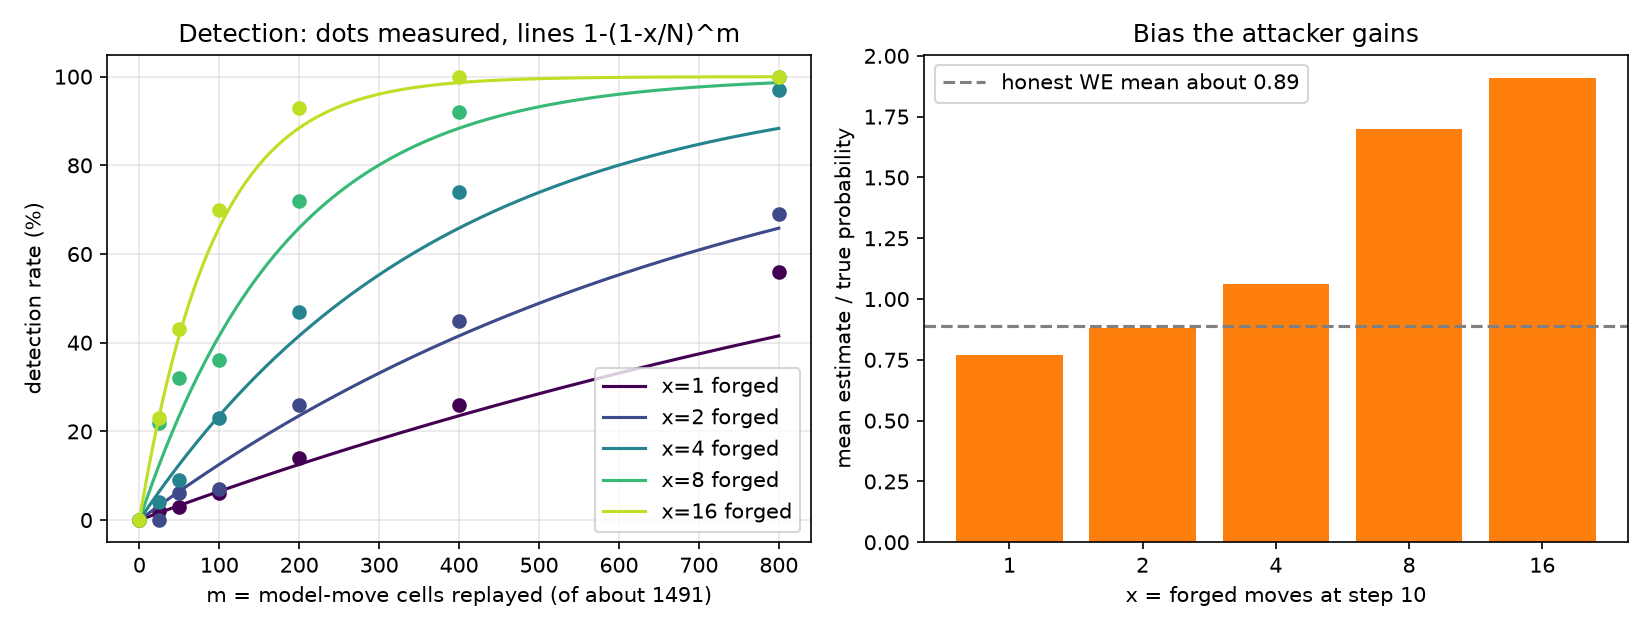 Detection: dots measured, lines 1-(1-x/N)^m
detection rate (%)
100
80
60
40
20
0
0 100 200 300 400 500 600 700 800
m = model-move cells replayed (of about 1491)
x=1 forged
x=2 forged
x=4 forged
x=8 forged
x=16 forged
Bias the attacker gains
mean estimate / true probability
2.00
1.75
1.50
1.25
1.00
0.75
0.50
0.25
0.00
honest WE mean about 0.89
1 2 4 8 16
x = forged moves at step 10